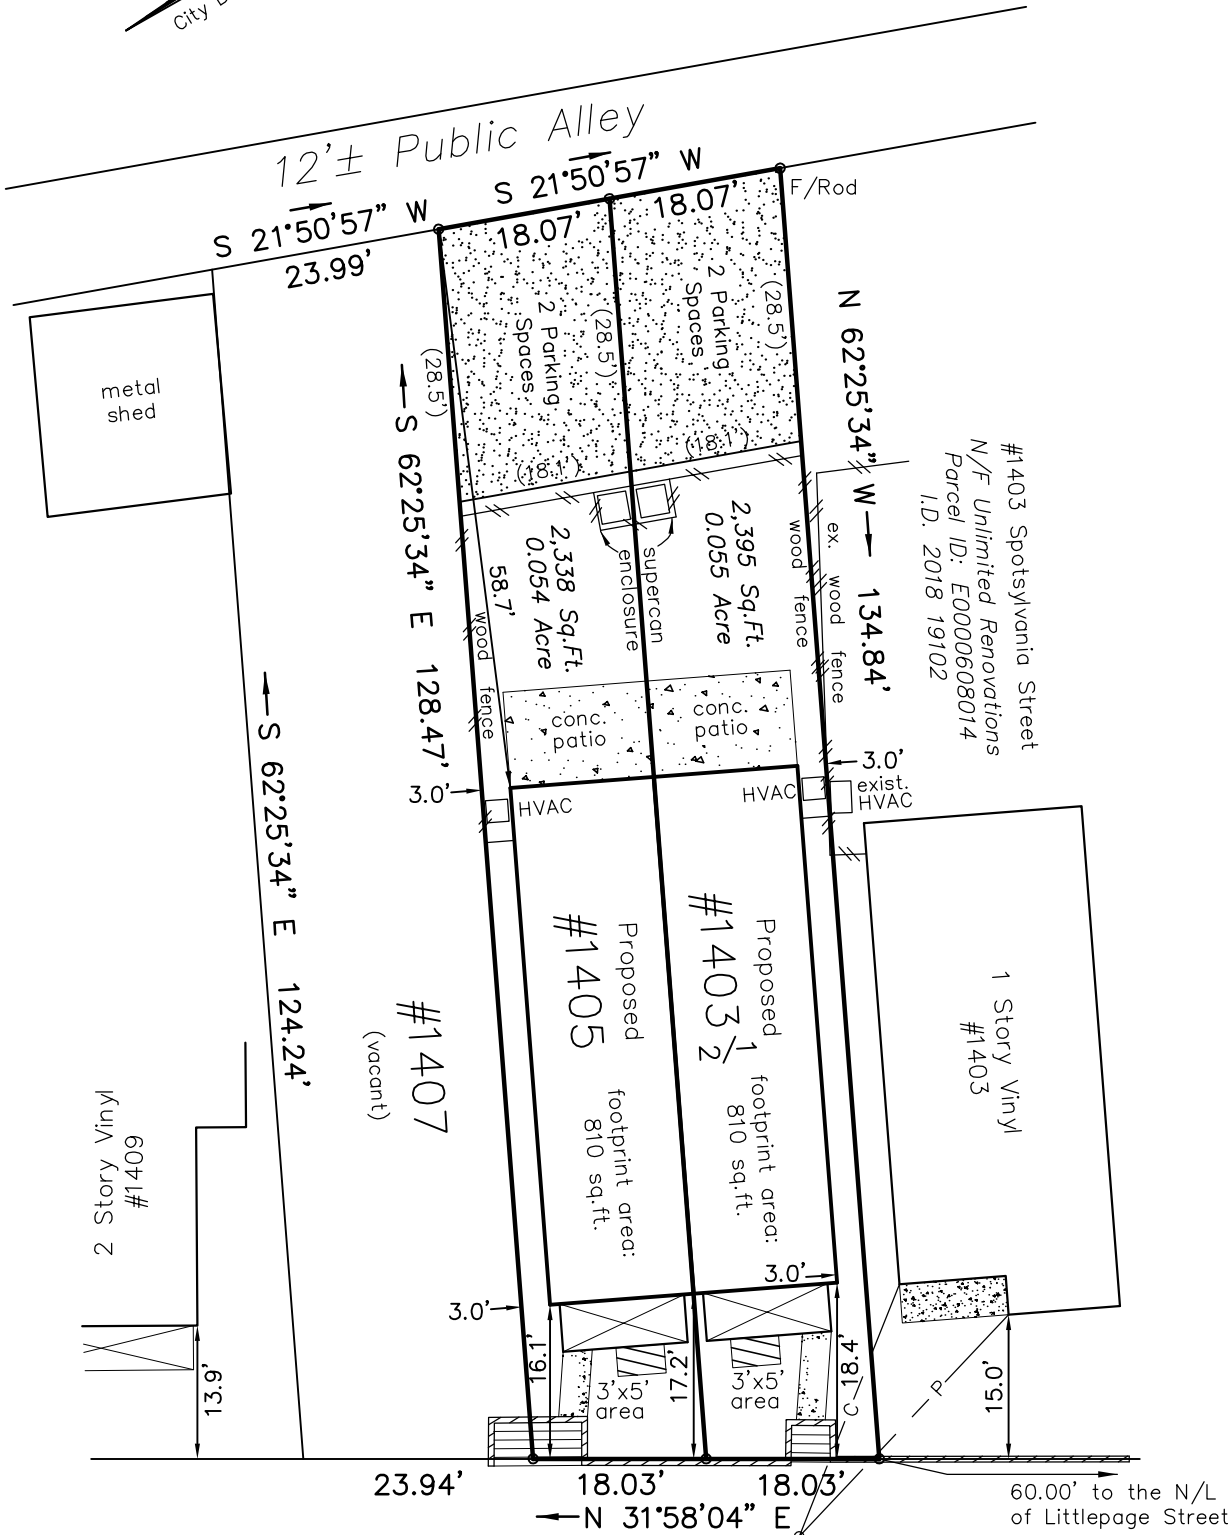 City
12'± Public Alley
S 21°50'57" W
23.99'
S 21°50'57" W
18.07'
18.07'
F/Rod
metal
shed
2 Parking
Spaces
2 Parking
Spaces
(28.5')
(28.5')
(28.5')
(18.1')
(18.1')
N 62°25'34" W 134.84'
S 62°25'34" E 128.47'
S 62°25'34" E 124.24'
#1403 Spotsylvania Street
N/F Unlimited Renovations
Parcel ID: E0000608014
I.D. 2018 19102
2,338 Sq.Ft.
0.054 Acre
2,395 Sq.Ft.
0.055 Acre
enclosure
supercan
58.7'
wood fence
wood fence
ex. wood fence
conc.
patio
conc.
patio
3.0'
3.0'
HVAC
HVAC
exist.
HVAC
Proposed
#1405
footprint area:
810 sq.ft.
Proposed
#1403 1/2
footprint area:
810 sq.ft.
#1407
(vacant)
1 Story Vinyl
#1403
2 Story Vinyl
#1409
3.0'
3.0'
13.9'
16.1'
17.2'
18.4'
15.0'
3'x5'
area
3'x5'
area
C
P
23.94'
18.03'
18.03'
N 31°58'04" E
60.00' to the N/L
of Littlepage Street